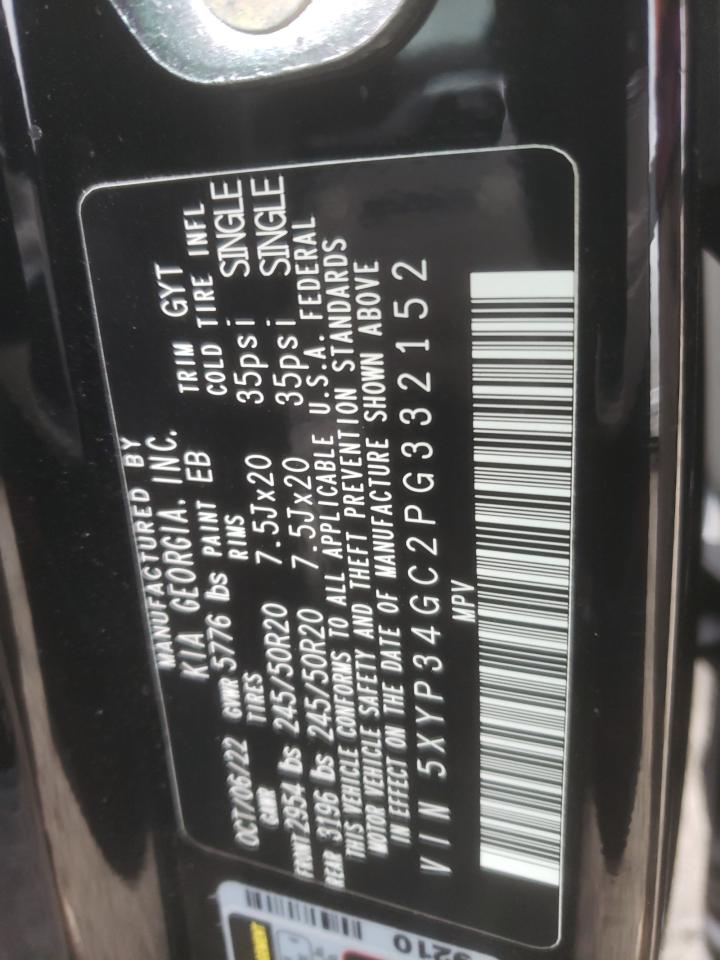 MANUFACTURED BY
KIA GEORGIA, INC.
OCT/06/22 GVWR 5776 lbs PAINT EB TRIM GYT
GAWR TIRES RIMS COLD TIRE INFL
FRONT 2954 lbs 245/50R20 7.5Jx20 35psi SINGLE
REAR 3196 lbs 245/50R20 7.5Jx20 35psi SINGLE
THIS VEHICLE CONFORMS TO ALL APPLICABLE U.S.A. FEDERAL
MOTOR VEHICLE SAFETY AND THEFT PREVENTION STANDARDS
IN EFFECT ON THE DATE OF MANUFACTURE SHOWN ABOVE
VIN 5XYP34GC2PG332152
MPV
9210